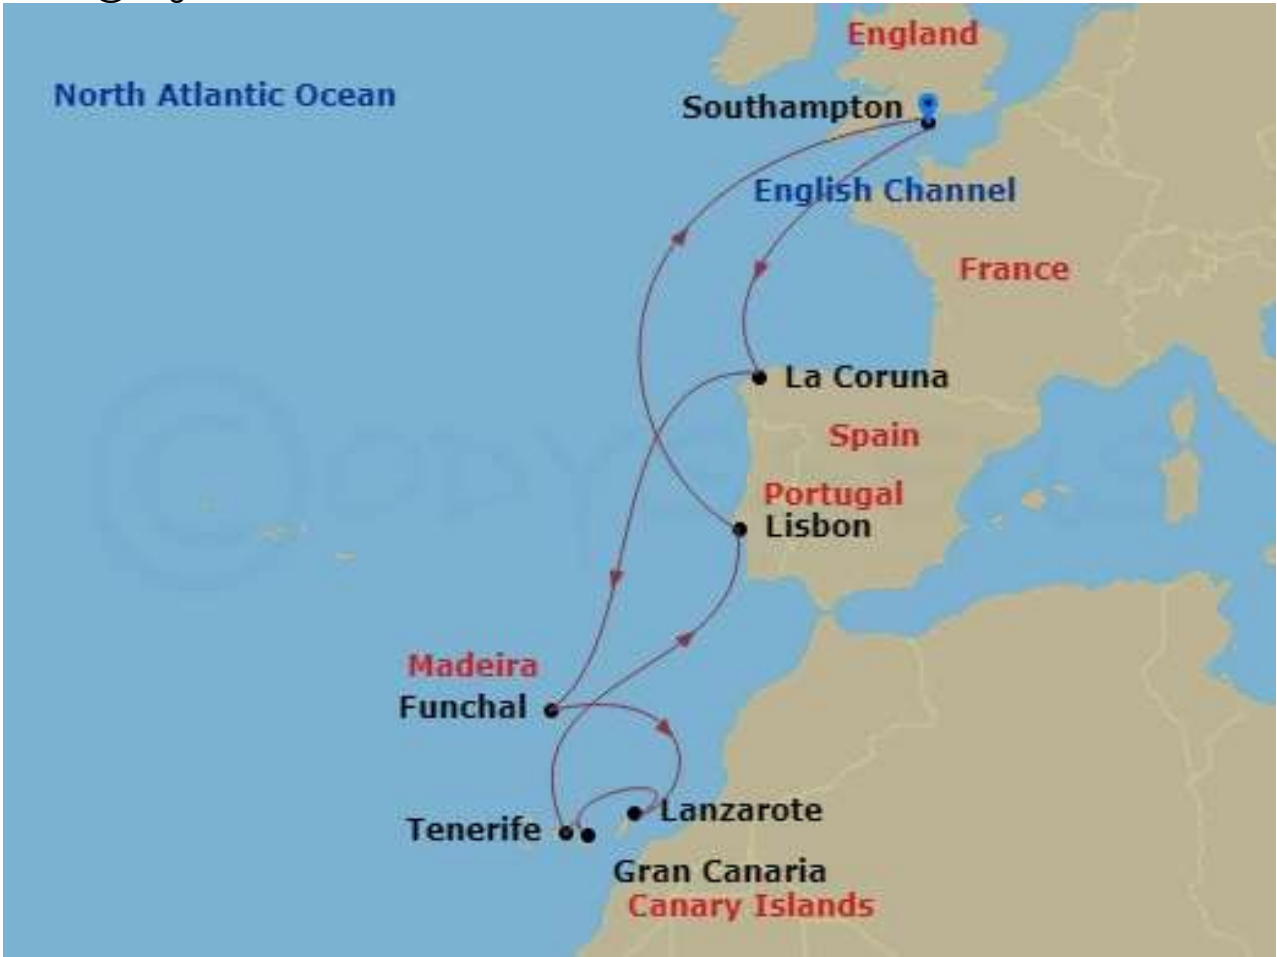 England
North Atlantic Ocean
Southampton
English Channel
France
La Coruna
Spain
Portugal
Lisbon
Madeira
Funchal
Lanzarote
Tenerife
Gran Canaria
Canary Islands